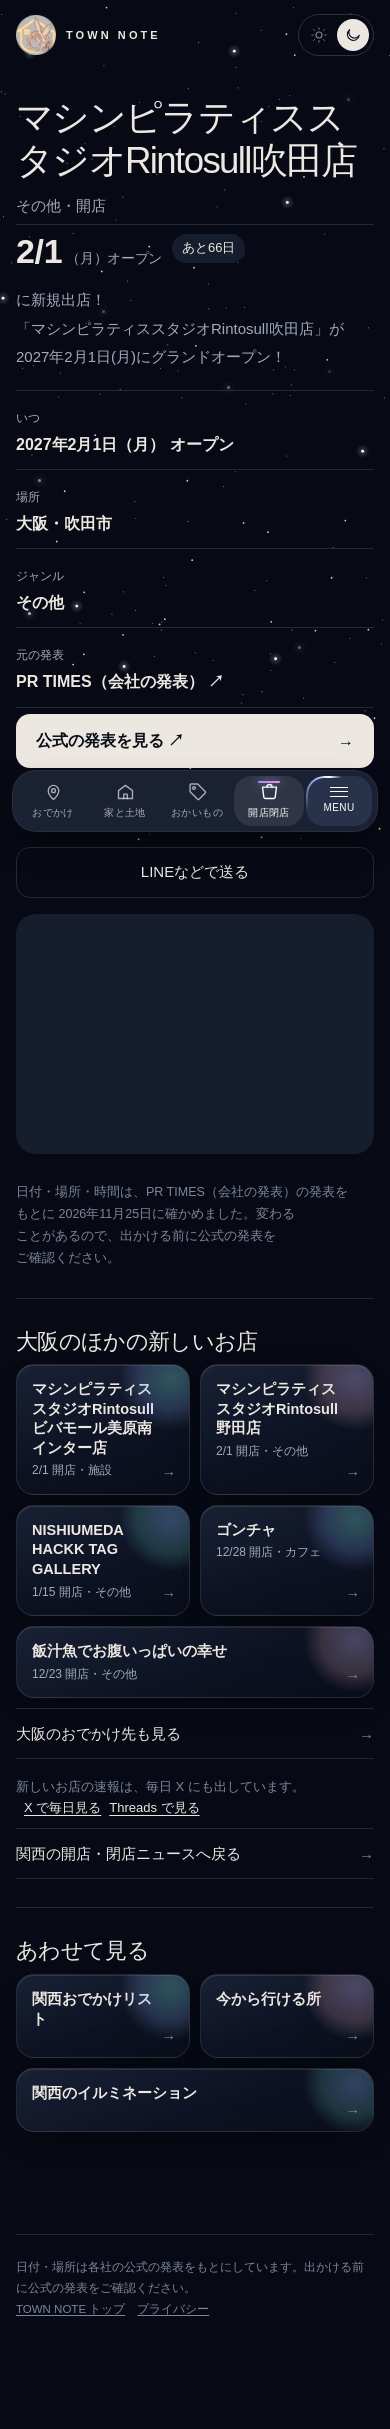 TOWN NOTE
マシンピラティスス
タジオRintosull吹田店
その他・開店
2/1（月）オープン あと66日
に新規出店！
「マシンピラティススタジオRintosull吹田店」が
2027年2月1日(月)にグランドオープン！
いつ
2027年2月1日（月） オープン
場所
大阪・吹田市
ジャンル
その他
元の発表
PR TIMES（会社の発表）↗
公式の発表を見る ↗ →
おでかけ 家と土地 おかいもの 開店閉店 MENU
LINEなどで送る
日付・場所・時間は、PR TIMES（会社の発表）の発表を
もとに 2026年11月25日に確かめました。変わる
ことがあるので、出かける前に公式の発表を
ご確認ください。
大阪のほかの新しいお店
マシンピラティス
スタジオRintosull
ビバモール美原南
インター店
2/1 開店・施設 →
マシンピラティス
スタジオRintosull
野田店
2/1 開店・その他
→
NISHIUMEDA
HACKK TAG
GALLERY
1/15 開店・その他 →
ゴンチャ
12/28 開店・カフェ
→
飯汁魚でお腹いっぱいの幸せ
12/23 開店・その他 →
大阪のおでかけ先も見る →
新しいお店の速報は、毎日 X にも出しています。
X で毎日見る Threads で見る
関西の開店・閉店ニュースへ戻る →
あわせて見る
関西おでかけリス
ト
→
今から行ける所
→
関西のイルミネーション
→
日付・場所は各社の公式の発表をもとにしています。出かける前
に公式の発表をご確認ください。
TOWN NOTE トップ プライバシー